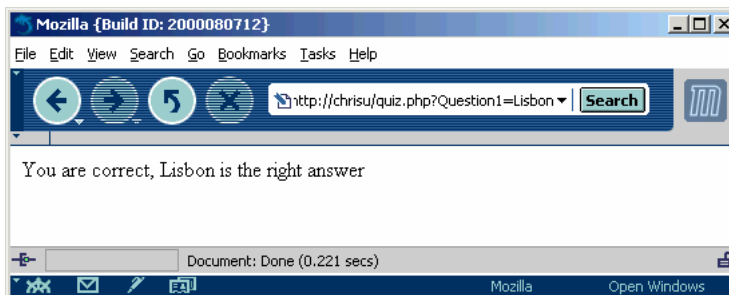 Mozilla {Build ID: 2000080712}
File Edit View Search Go Bookmarks Tasks Help
http://chrisu/quiz.php?Question1=Lisbon Search
You are correct, Lisbon is the right answer
Document: Done (0.221 secs)
Mozilla Open Windows